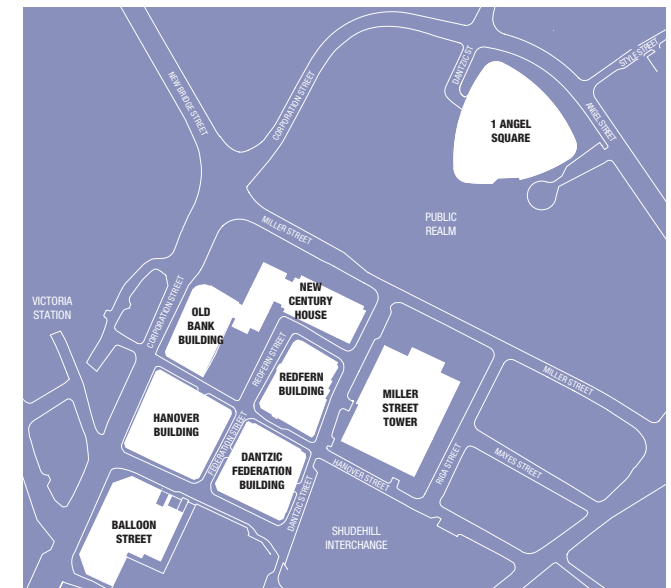 STYLE STREET
DANTZIC ST
NEW BRIDGE STREET
CORPORATION STREET
ANGEL STREET
1 ANGEL
SQUARE
PUBLIC
REALM
MILLER STREET
VICTORIA
STATION
CORPORATION STREET
OLD
BANK
BUILDING
NEW
CENTURY
HOUSE
REDFERN STREET
REDFERN
BUILDING
MILLER
STREET
TOWER
MILLER STREET
HANOVER
BUILDING
FEDERATION STREET
DANTZIC
FEDERATION
BUILDING
HANOVER STREET
RIGA STREET
MAYES STREET
DANTZIC STREET
BALLOON
STREET
SHUDEHILL
INTERCHANGE